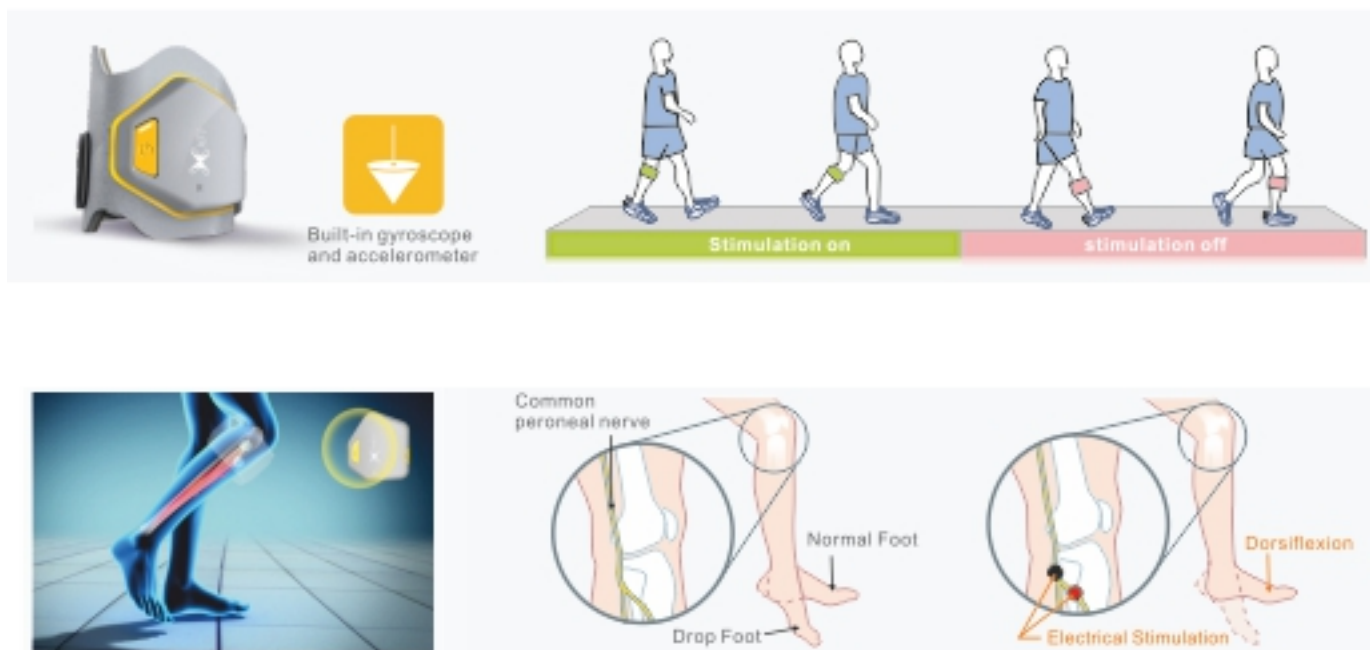 Built-in gyroscope
and accelerometer
Stimulation on
stimulation off
Common
peroneal nerve
Normal Foot
Drop Foot
Dorsiflexion
Electrical Stimulation